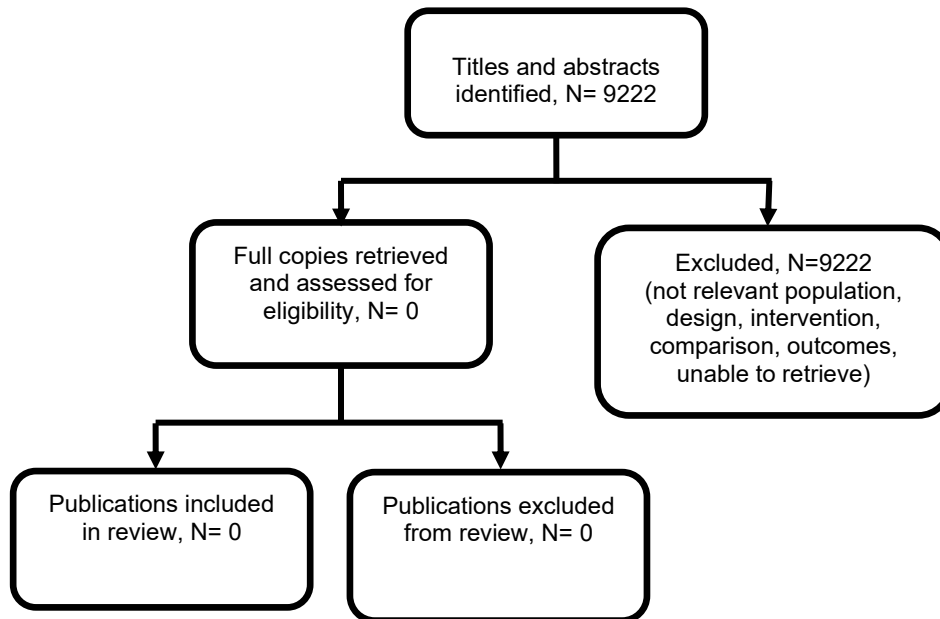 Titles and abstracts
identified, N= 9222
Full copies retrieved
and assessed for
eligibility, N= 0
Excluded, N=9222
(not relevant population,
design, intervention,
comparison, outcomes,
unable to retrieve)
Publications included
in review, N= 0
Publications excluded
from review, N= 0